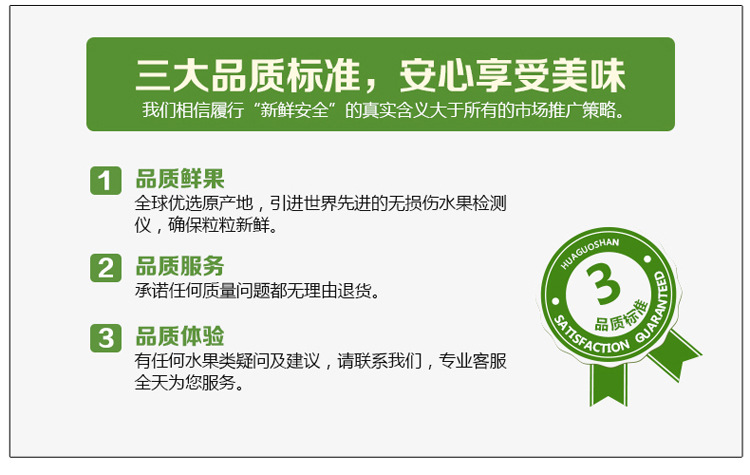 三大品质标准，安心享受美味
我们相信履行“新鲜安全”的真实含义大于所有的市场推广策略。
1 品质鲜果
全球优选原产地，引进世界先进的无损伤水果检测
仪，确保粒粒新鲜。
2 品质服务
承诺任何质量问题都无理由退货。
3 品质体验
有任何水果类疑问及建议，请联系我们，专业客服
全天为您服务。
HUAGUOSHAN
3
品质标准
SATISFACTION GUARANTEED